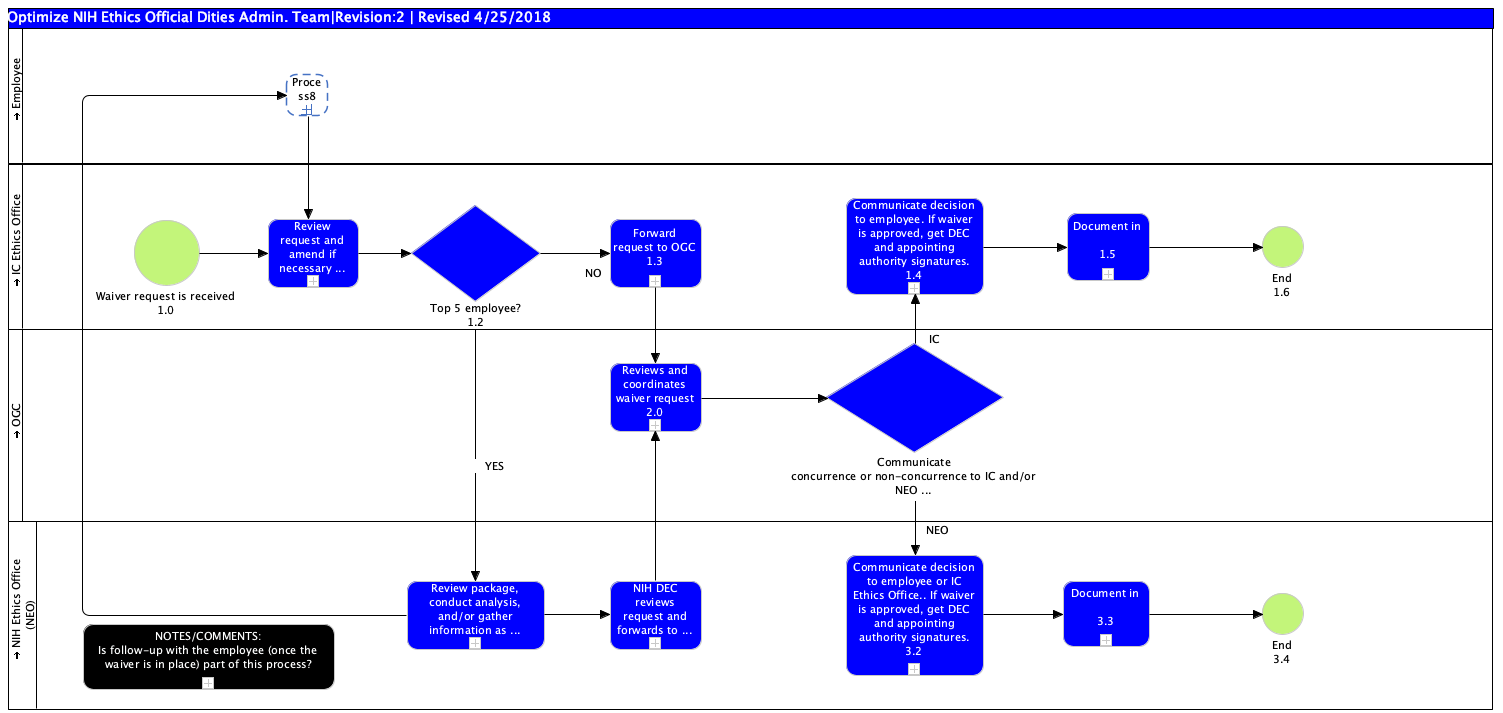 Optimize NIH Ethics Official Dities Admin. Team|Revision:2 | Revised 4/25/2018
Employee
Proce
ss8
IC Ethics Office
Waiver request is received
1.0
Review
request and
amend if
necessary ...
Top 5 employee?
1.2
NO
Forward
request to OGC
1.3
Communicate decision
to employee. If waiver
is approved, get DEC
and appointing
authority signatures.
1.4
Document in
1.5
End
1.6
OGC
YES
Reviews and
coordinates
waiver request
2.0
IC
Communicate
concurrence or non-concurrence to IC and/or
NEO ...
NEO
NIH Ethics Office
(NEO)
NOTES/COMMENTS:
Is follow-up with the employee (once the
waiver is in place) part of this process?
Review package,
conduct analysis,
and/or gather
information as ...
NIH DEC
reviews
request and
forwards to ...
Communicate decision
to employee or IC
Ethics Office.. If waiver
is approved, get DEC
and appointing
authority signatures.
3.2
Document in
3.3
End
3.4